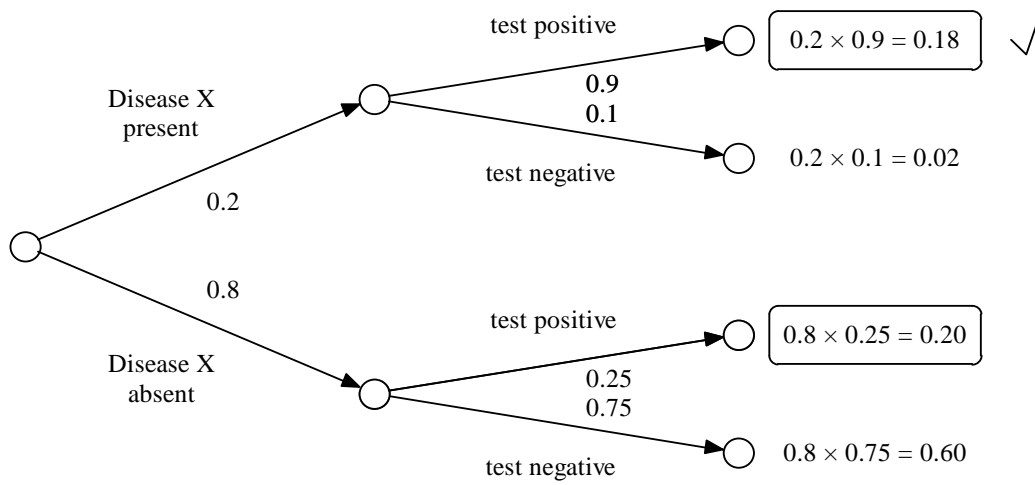 test positive
0.2 × 0.9 = 0.18
Disease X
present
0.9
0.1
0.2 × 0.1 = 0.02
test negative
0.2
0.8
test positive
0.8 × 0.25 = 0.20
Disease X
absent
0.25
0.75
0.8 × 0.75 = 0.60
test negative